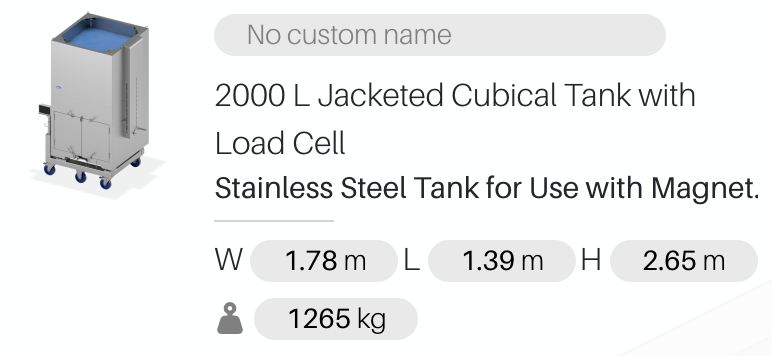 No custom name
2000 L Jacketed Cubical Tank with
Load Cell
Stainless Steel Tank for Use with Magnet.
W 1.78 m L 1.39 m H 2.65 m
1265 kg